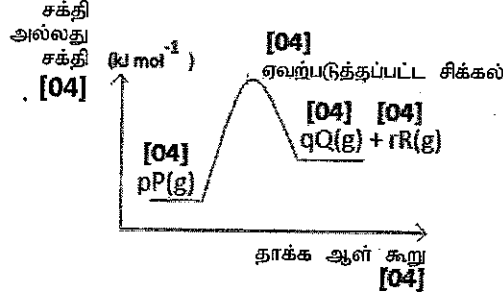 சக்தி
அல்லது
சக்தி (kJ mol⁻¹)
[04]
[04]
ஏவற்படுத்தப்பட்ட சிக்கல்
[04] [04]
qQ(g) + rR(g)
[04]
pP(g)
தாக்க ஆள் கூறு
[04]